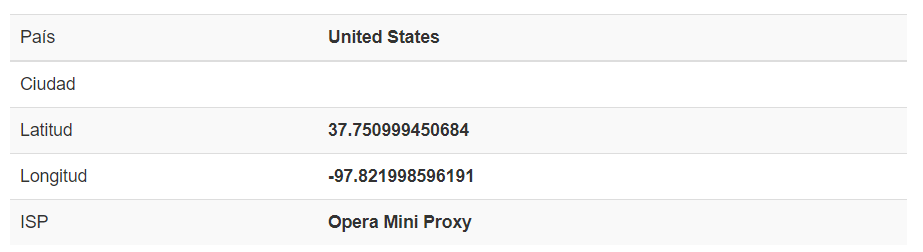 País United States
Ciudad
Latitud 37.750999450684
Longitud -97.821998596191
ISP Opera Mini Proxy